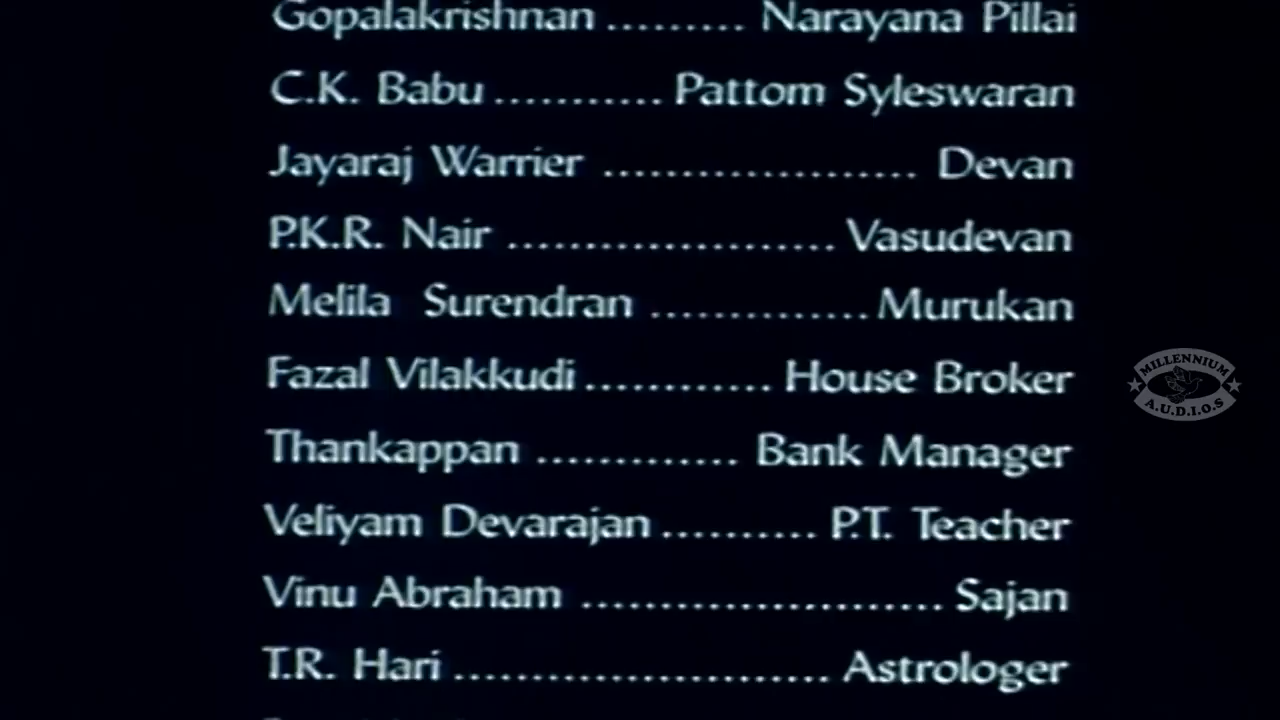 Gopalakrishnan ......... Narayana Pillai
C.K. Babu ........... Pattom Syleswaran
Jayaraj Warrier .................... Devan
P.K.R. Nair ..................... Vasudevan
Melila Surendran .............. Murukan
Fazal Vilakkudi ............ House Broker
Thankappan ............. Bank Manager
Veliyam Devarajan .......... P.T. Teacher
Vinu Abraham ....................... Sajan
T.R. Hari ........................ Astrologer
MILLENNIUM
A.U.D.I.O.S